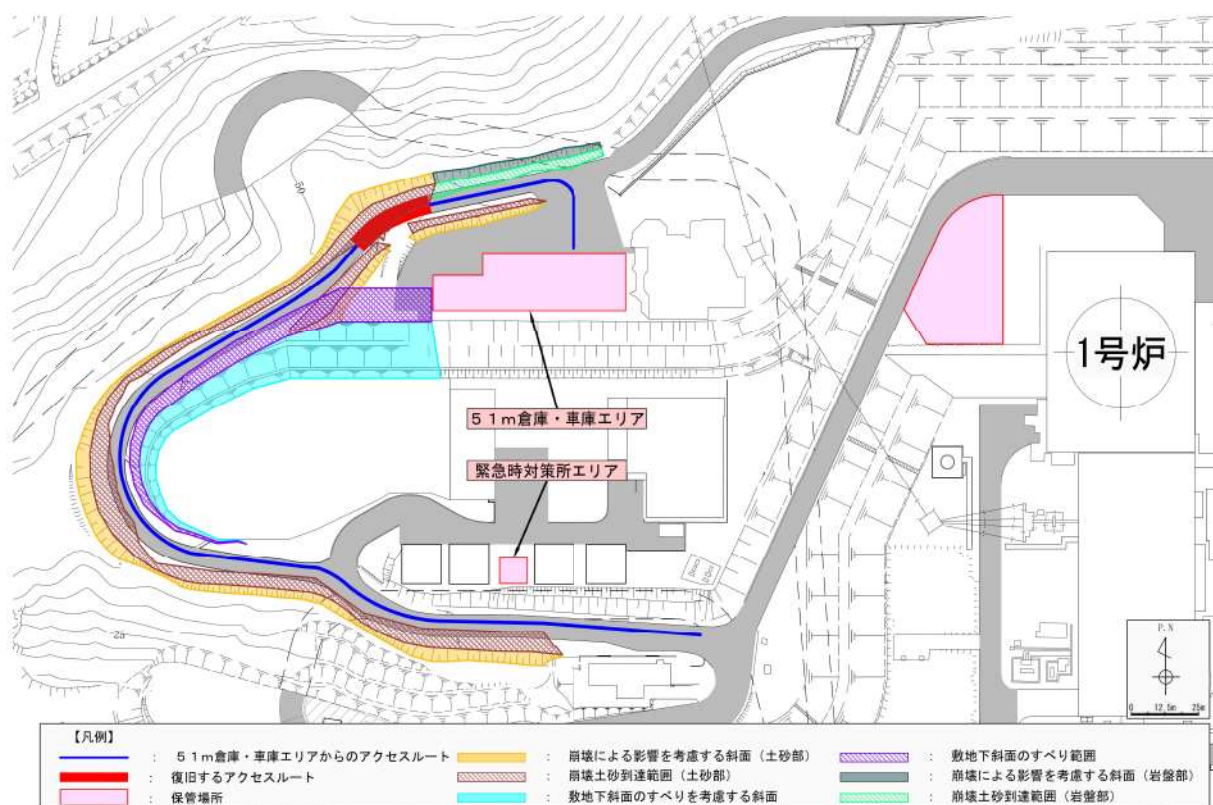 50
1号炉
51m倉庫・車庫エリア
緊急時対策所エリア
25
P.N
0 12.5m 25m
【凡例】
: 51m倉庫・車庫エリアからのアクセスルート
: 崩壊による影響を考慮する斜面(土砂部)
: 敷地下斜面のすべり範囲
: 復旧するアクセスルート
: 崩壊土砂到達範囲(土砂部)
: 崩壊による影響を考慮する斜面(岩盤部)
: 保管場所
: 敷地下斜面のすべりを考慮する斜面
: 崩壊土砂到達範囲(岩盤部)